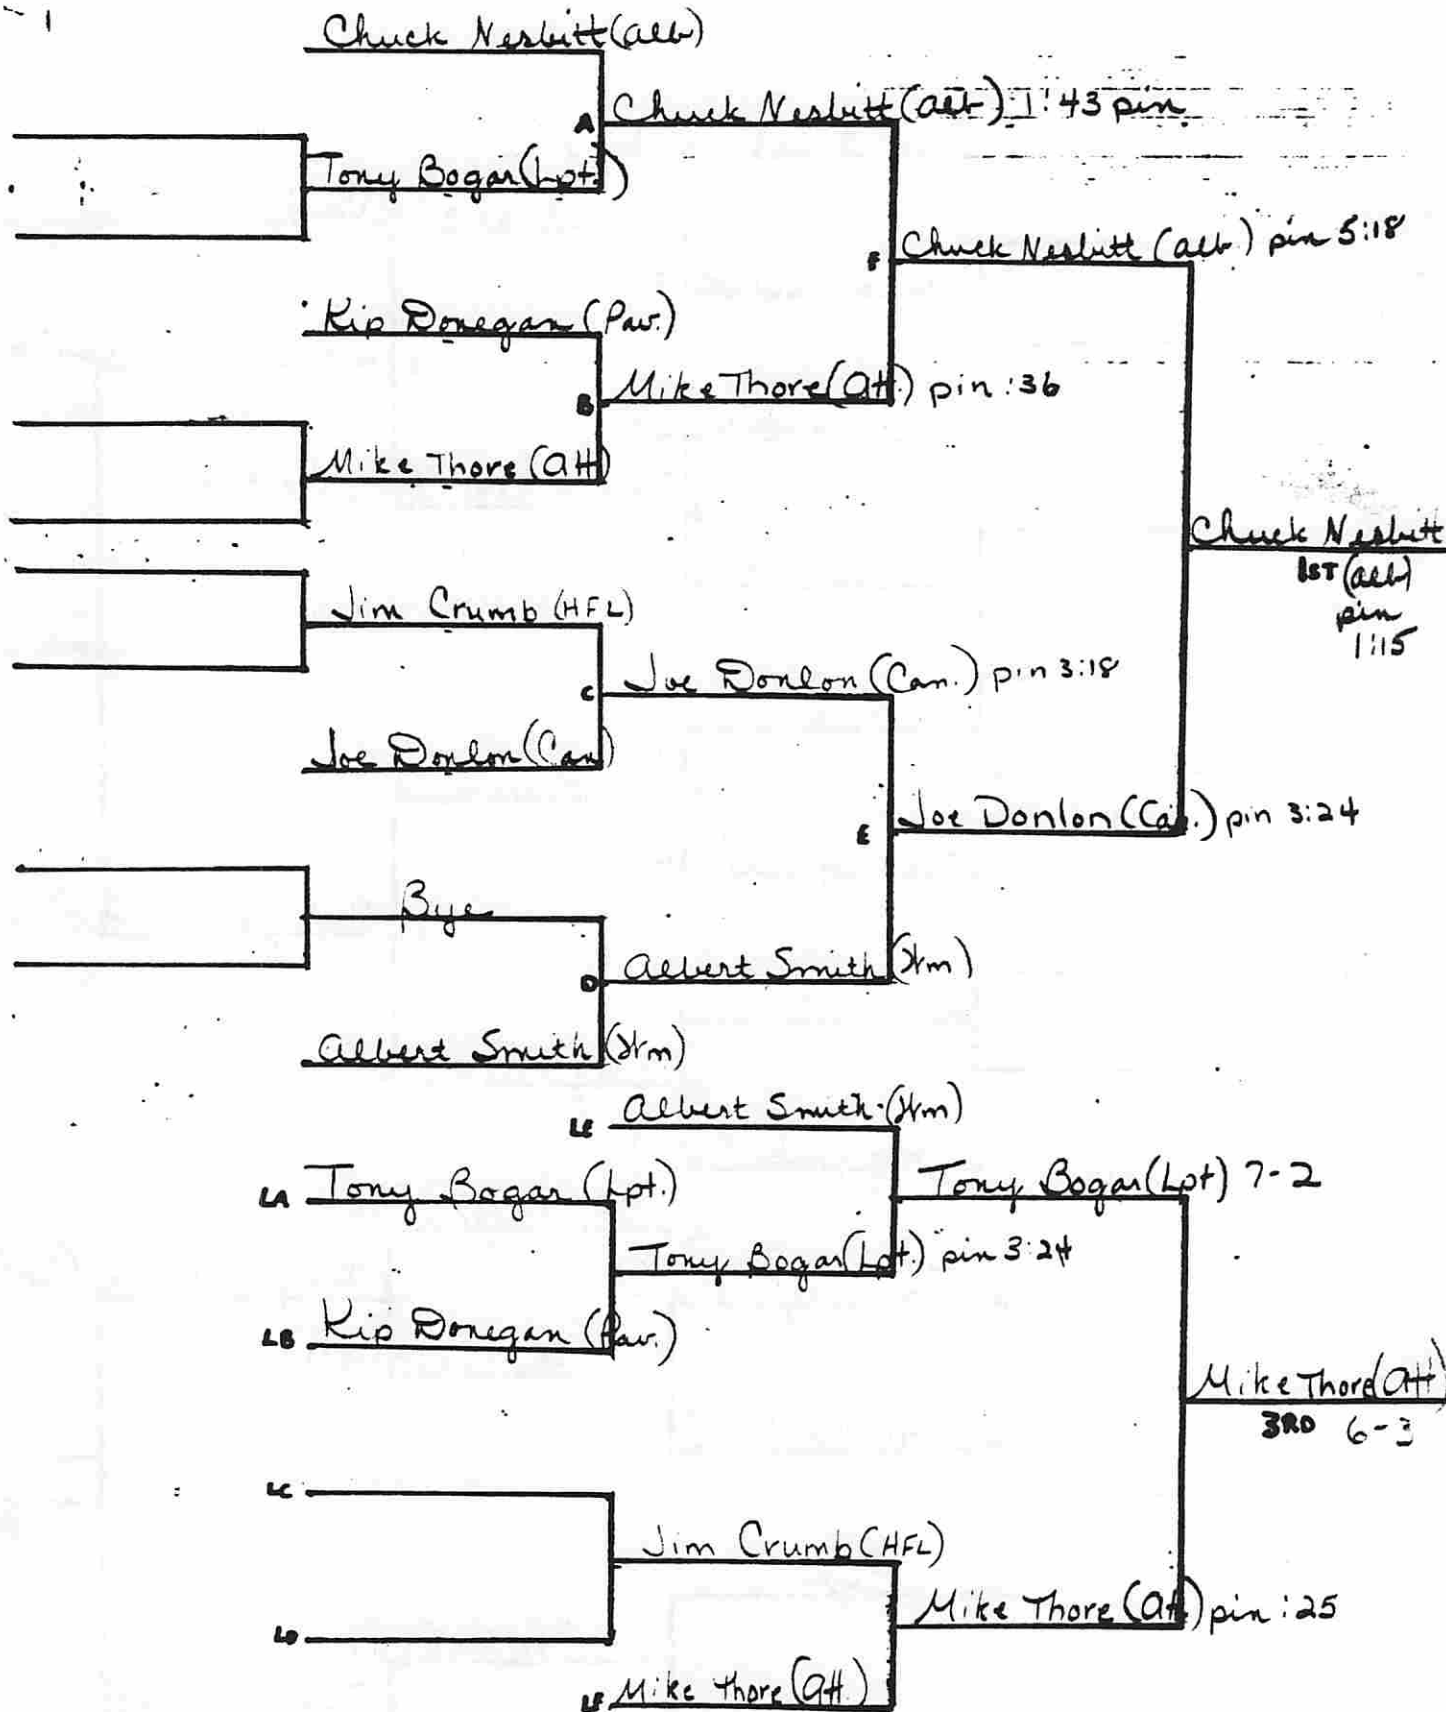 1
Chuck Nesbitt (alb)
A Chuck Nesbitt (alb) 1:43 pin
Tony Bogar (Lpt.)
F Chuck Nesbitt (alb.) pin 5:18
Kip Donegan (Pav.)
B Mike Thore (Att.) pin :36
Mike Thore (Att)
Chuck Nesbitt
1ST (alb)
pin
1:15
Jim Crumb (HFL)
C Joe Donlon (Can.) pin 3:18
Joe Donlon (Can)
E Joe Donlon (Can.) pin 3:24
Bye
D Albert Smith
Albert Smith
LE Albert Smith
LA Tony Bogar (Lpt.)
Tony Bogar (Lpt) 7-2
Tony Bogar (Lpt.) pin 3:24
LB Kip Donegan (Pav.)
Mike Thore (Att)
3RD 6-3
LC
Jim Crumb (HFL)
Mike Thore (Att.) pin :25
LD
LF Mike Thore (Att.)